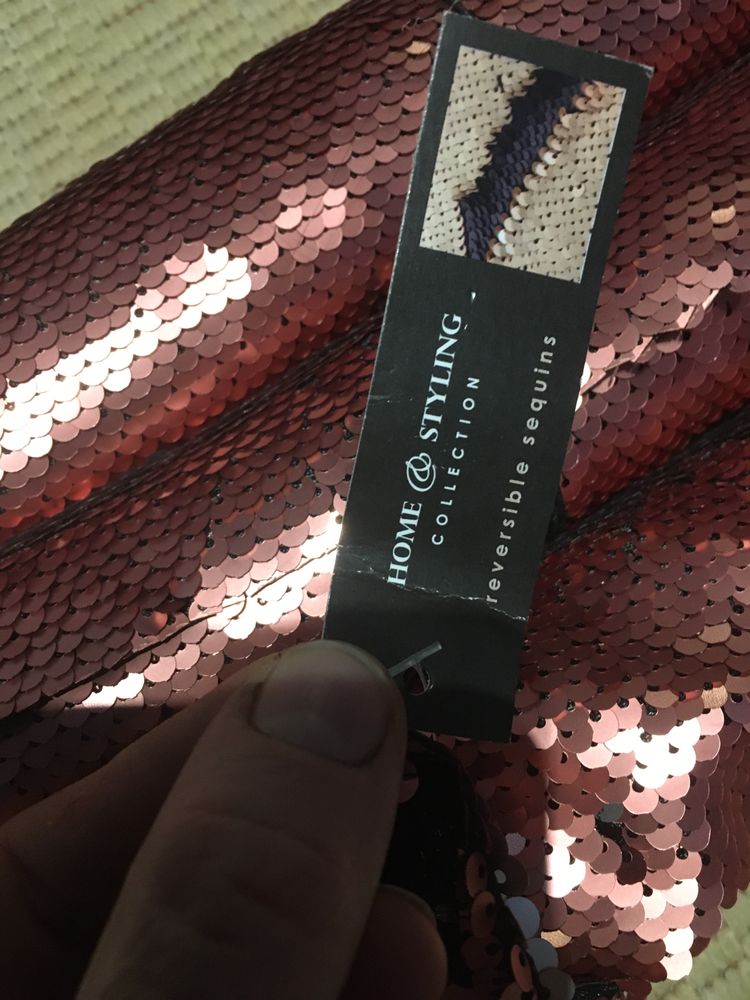 HOME & STYLING
COLLECTION
reversible sequins